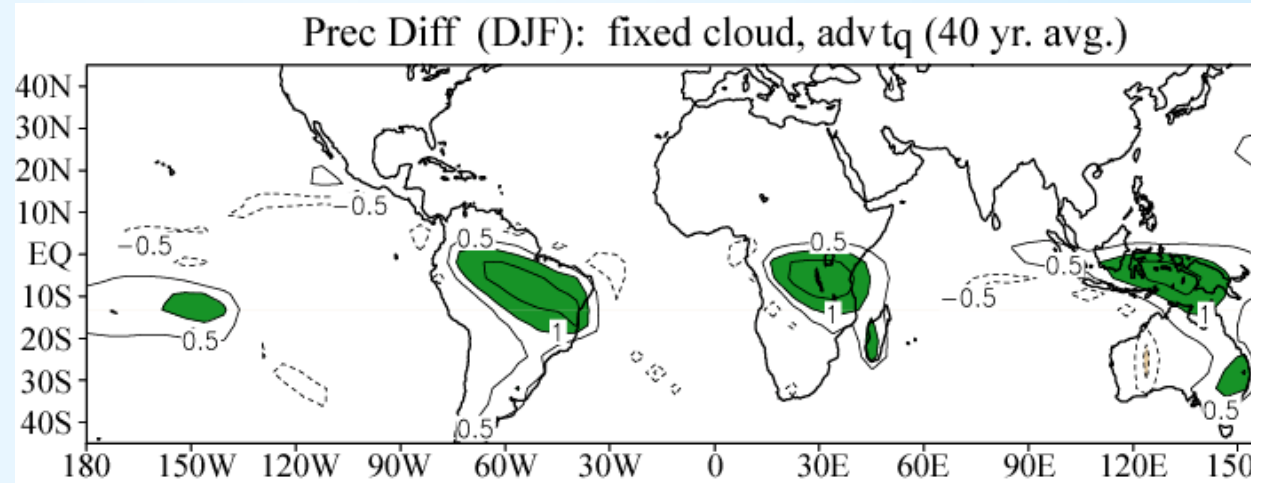 Prec Diff (DJF): fixed cloud, advtq (40 yr. avg.)
40N
30N
20N
10N
−0.5
−0.5
0.5
0.5
EQ
0.5
−0.5
10S
1
1
1
20S
0.5
30S
0.5
40S
0.5
180 150W 120W 90W 60W 30W 0 30E 60E 90E 120E 150